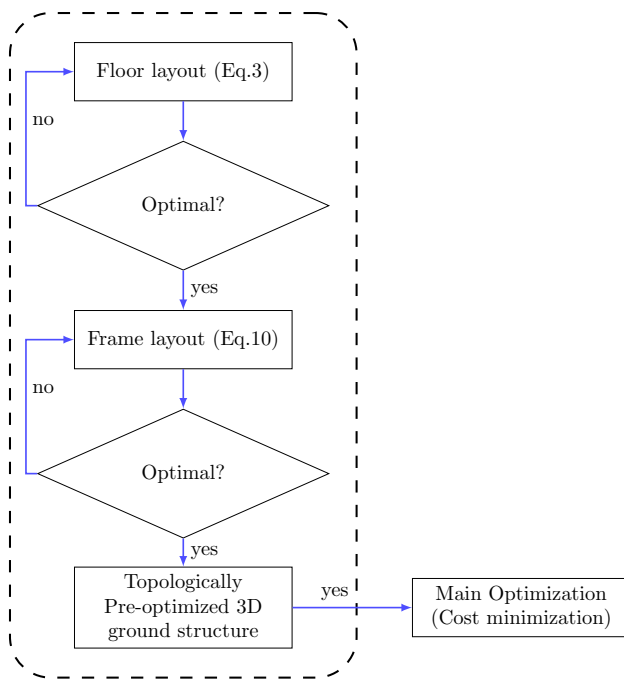 Floor layout (Eq.3)
no
Optimal?
yes
Frame layout (Eq.10)
no
Optimal?
yes
Topologically
Pre-optimized 3D
ground structure
yes
Main Optimization
(Cost minimization)